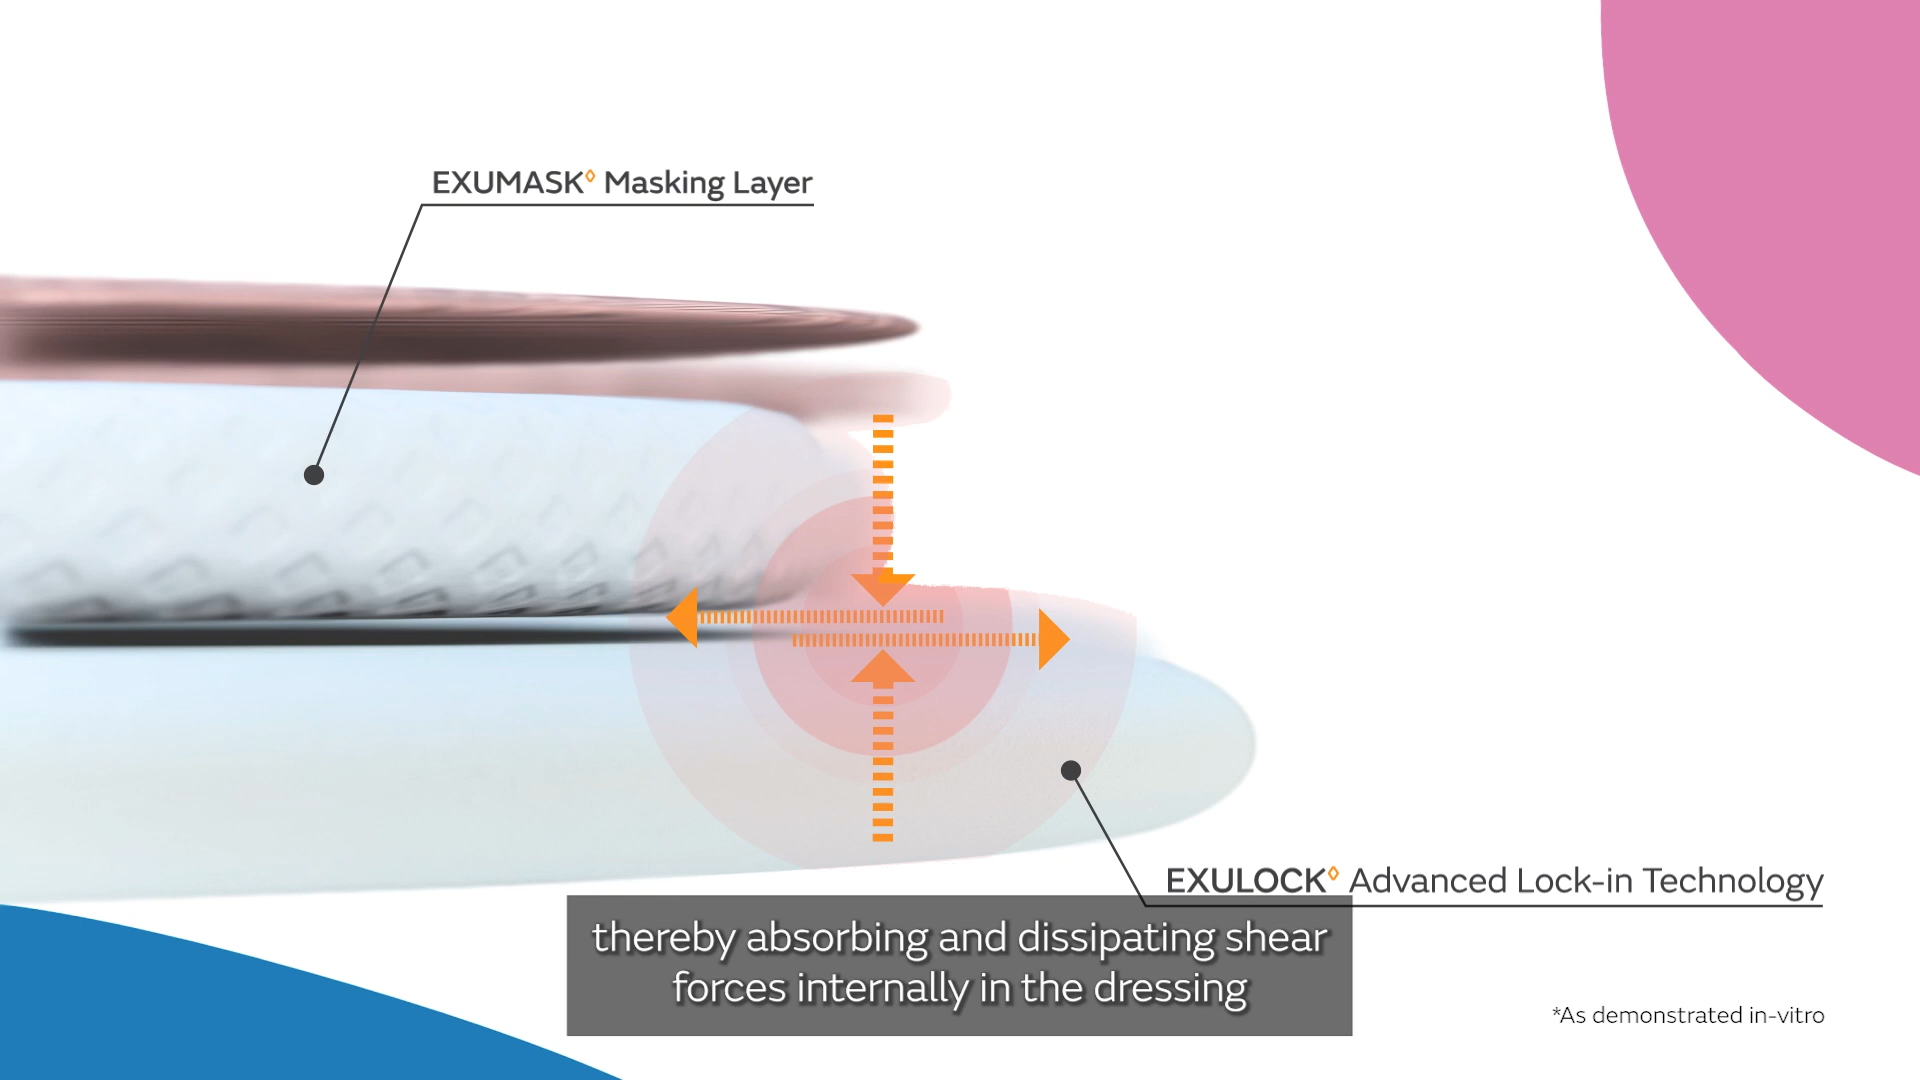 EXUMASK◊ Masking Layer
EXULOCK◊ Advanced Lock-in Technology
thereby absorbing and dissipating shear
forces internally in the dressing
*As demonstrated in-vitro